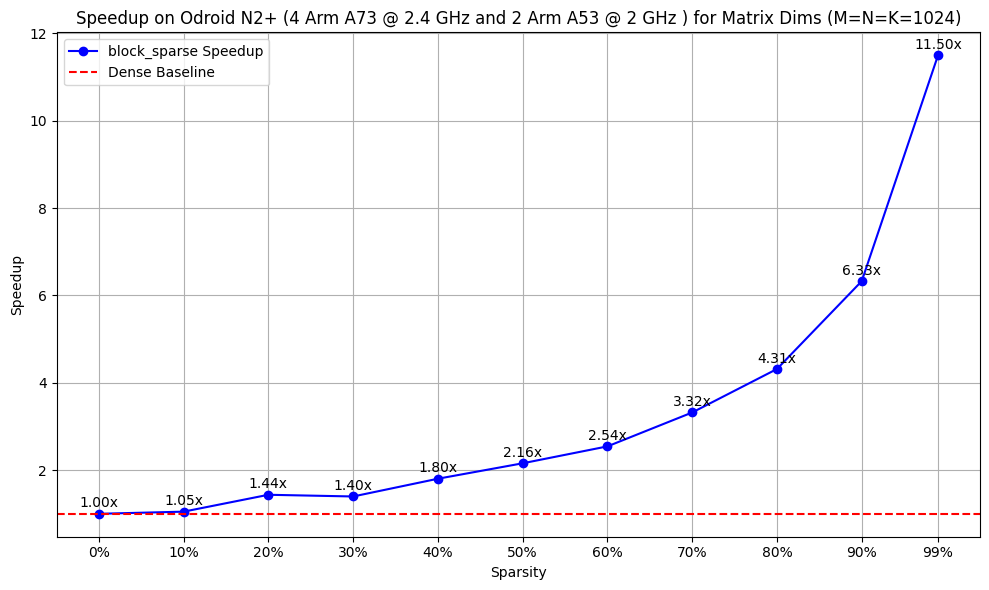 Speedup on Odroid N2+ (4 Arm A73 @ 2.4 GHz and 2 Arm A53 @ 2 GHz ) for Matrix Dims (M=N=K=1024)
block_sparse Speedup
Dense Baseline
Speedup
12
10
8
6
4
2
1.00x
1.05x
1.44x
1.40x
1.80x
2.16x
2.54x
3.32x
4.31x
6.33x
11.50x
0%
10%
20%
30%
40%
50%
60%
70%
80%
90%
99%
Sparsity